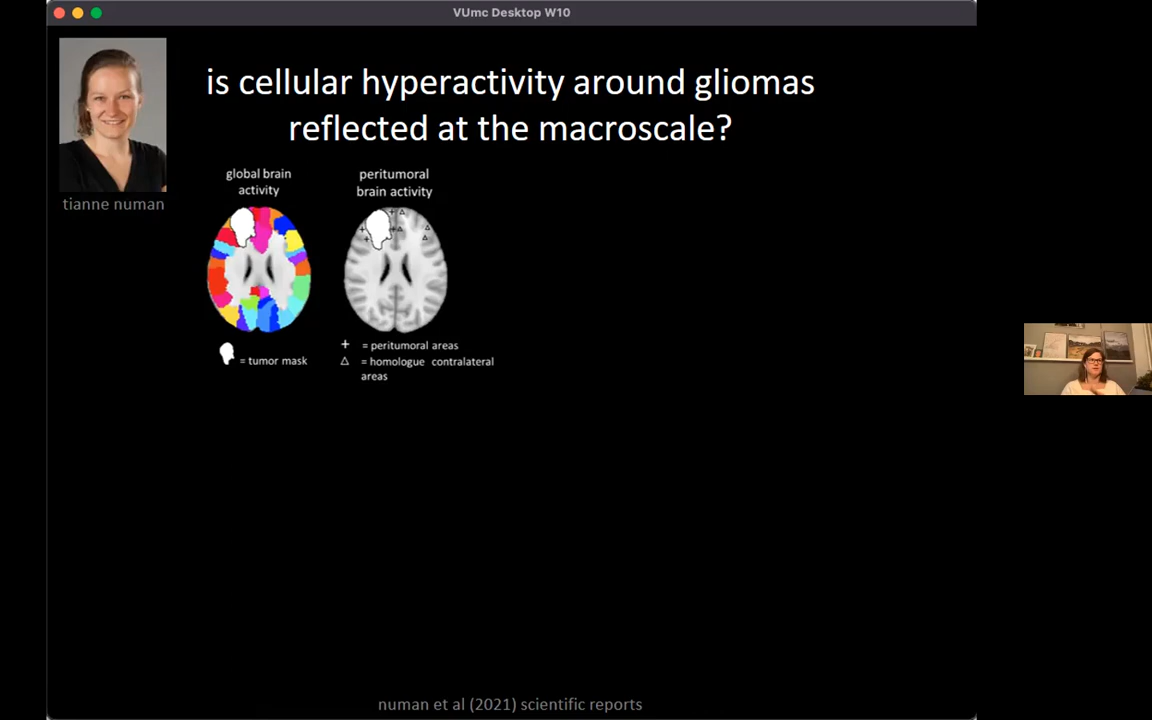 VUmc Desktop W10
is cellular hyperactivity around gliomas
reflected at the macroscale?
tianne numan
global brain
activity
peritumoral
brain activity
= tumor mask
+ = peritumoral areas
△ = homologue contralateral
areas
numan et al (2021) scientific reports